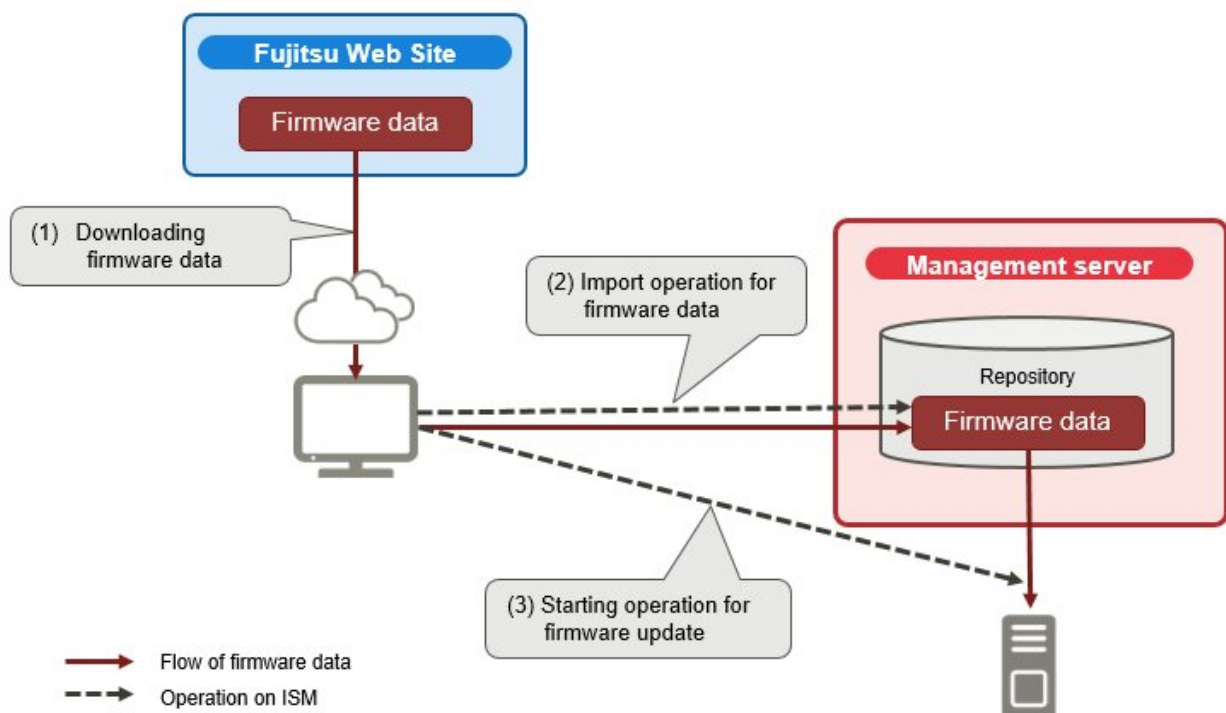 Fujitsu Web Site
Firmware data
(1) Downloading
firmware data
Management server
(2) Import operation for
firmware data
Repository
Firmware data
(3) Starting operation for
firmware update
Flow of firmware data
Operation on ISM